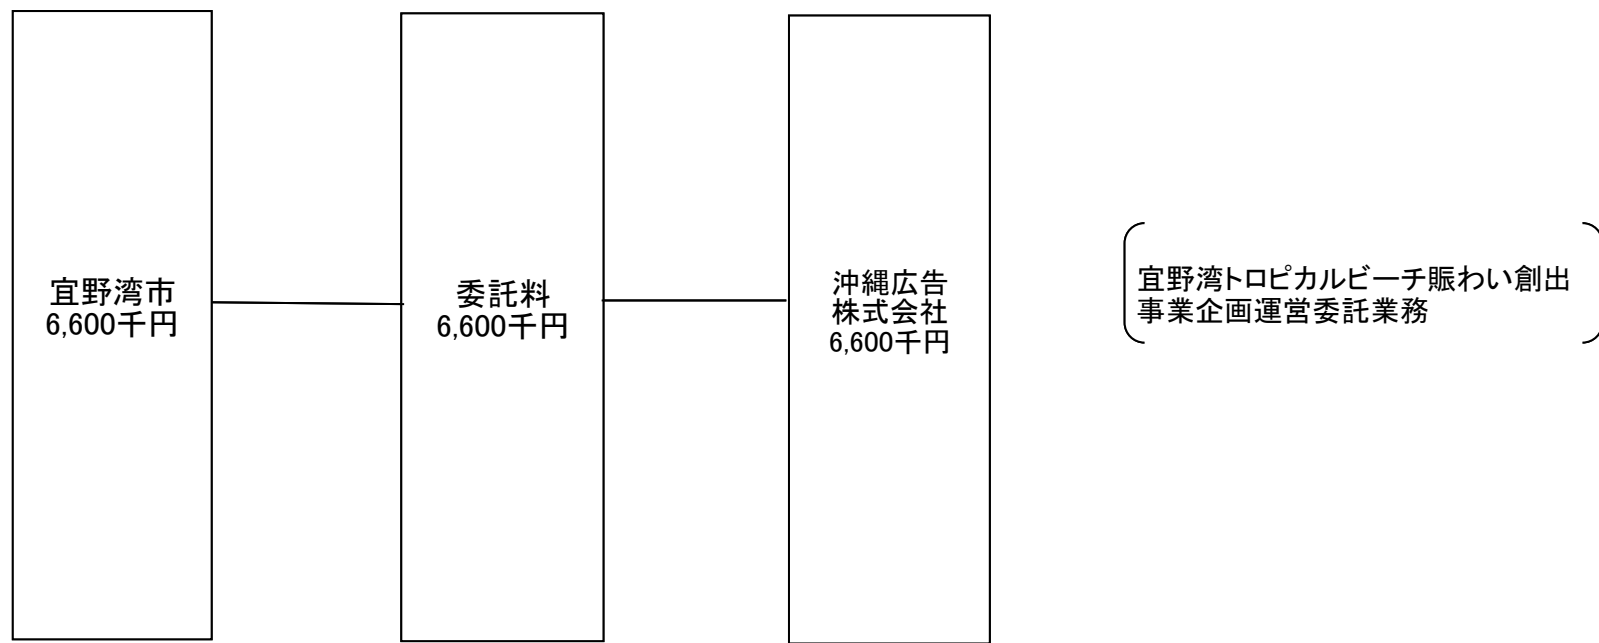 宜野湾市
6,600千円
委託料
6,600千円
沖縄広告
株式会社
6,600千円
宜野湾トロピカルビーチ賑わい創出
事業企画運営委託業務